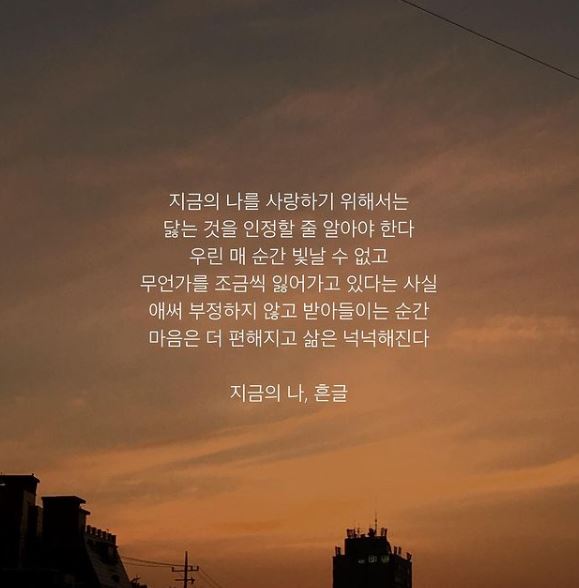 지금의 나를 사랑하기 위해서는
닳는 것을 인정할 줄 알아야 한다
우린 매 순간 빛날 수 없고
무언가를 조금씩 잃어가고 있다는 사실
애써 부정하지 않고 받아들이는 순간
마음은 더 편해지고 삶은 넉넉해진다
지금의 나, 흔글